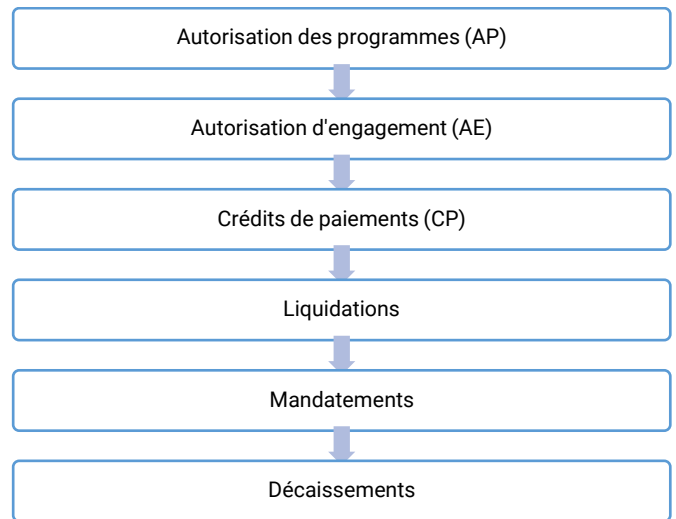 Autorisation des programmes (AP)
Autorisation d'engagement (AE)
Crédits de paiements (CP)
Liquidations
Mandatements
Décaissements